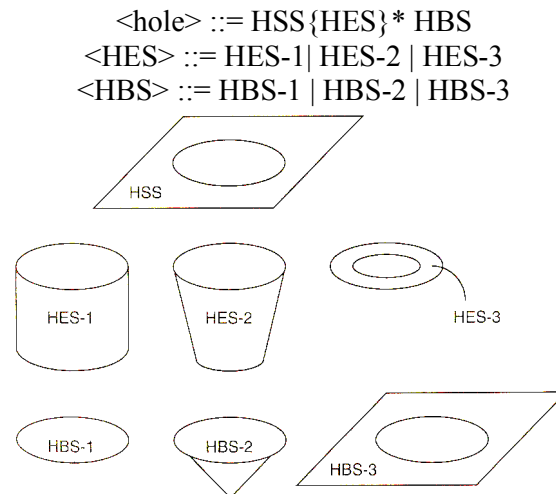 <hole> ::= HSS{HES}* HBS
<HES> ::= HES-1| HES-2 | HES-3
<HBS> ::= HBS-1 | HBS-2 | HBS-3
HSS
HES-1
HES-2
HES-3
HBS-1
HBS-2
HBS-3